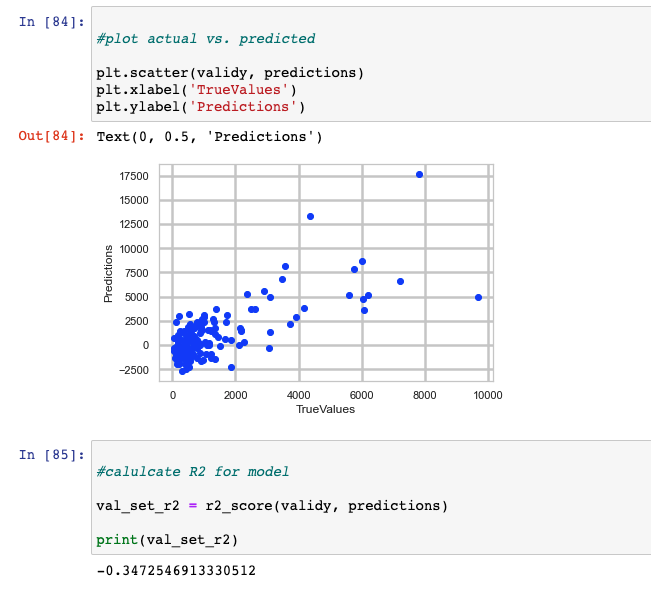 In [84]:
#plot actual vs. predicted
plt.scatter(validy, predictions)
plt.xlabel('TrueValues')
plt.ylabel('Predictions')
Out[84]: Text(0, 0.5, 'Predictions')
17500
15000
12500
10000
7500
5000
2500
0
−2500
Predictions
0 2000 4000 6000 8000 10000
TrueValues
In [85]:
#calulcate R2 for model
val_set_r2 = r2_score(validy, predictions)
print(val_set_r2)
-0.3472546913330512